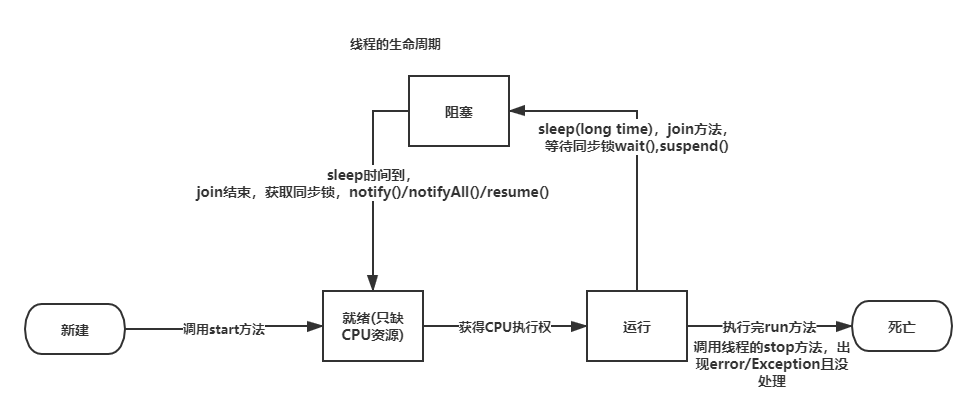 线程的生命周期
阻塞
sleep(long time)，join方法，
等待同步锁wait(),suspend()
sleep时间到，
join结束，获取同步锁，notify()/notifyAll()/resume()
新建
调用start方法
就绪(只缺
CPU资源)
获得CPU执行权
运行
执行完run方法
调用线程的stop方法，出
现error/Exception且没
处理
死亡